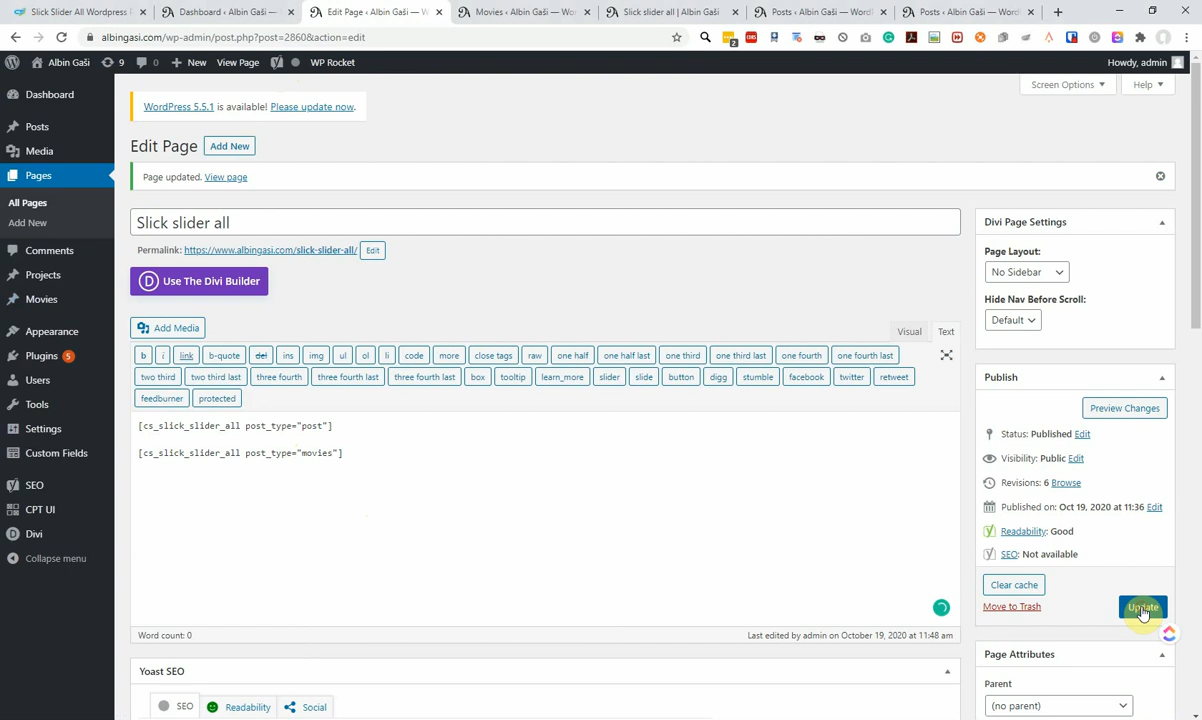 Slick Slider All Wordpress P
Dashboard ‹ Albin Gaši —
Edit Page ‹ Albin Gaši — W
Movies ‹ Albin Gaši — W
Slick slider all | Albin Gaši
Posts ‹ Albin Gaši — Word
Posts ‹ Albin Gaši — Word
albingasi.com/wp-admin/post.php?post=2860&action=edit
2
Albin Gaši 9 0 New View Page WP Rocket Howdy, admin
Screen Options Help
Dashboard
Posts
Media
Pages
All Pages
Add New
Comments
Projects
Movies
Appearance
Plugins 5
Users
Tools
Settings
Custom Fields
SEO
CPT UI
Divi
Collapse menu
WordPress 5.5.1 is available! Please update now.
Edit Page Add New
Page updated. View page
Slick slider all
Permalink: https://www.albingasi.com/slick-slider-all/ Edit
D Use The Divi Builder
Add Media Visual Text
b i link b-quote del ins img ul ol li code more close tags raw one half one half last one third one third last one fourth one fourth last
two third two third last three fourth three fourth last three fourth last box tooltip learn_more slider slide button digg stumble facebook twitter retweet
feedburner protected
[cs_slick_slider_all post_type="post"]
[cs_slick_slider_all post_type="movies"]
Word count: 0 Last edited by admin on October 19, 2020 at 11:48 am
Yoast SEO
SEO Readability Social
Divi Page Settings
Page Layout:
No Sidebar
Hide Nav Before Scroll:
Default
Publish
Preview Changes
Status: Published Edit
Visibility: Public Edit
Revisions: 6 Browse
Published on: Oct 19, 2020 at 11:36 Edit
Readability: Good
SEO: Not available
Clear cache
Move to Trash Update
Page Attributes
Parent
(no parent)